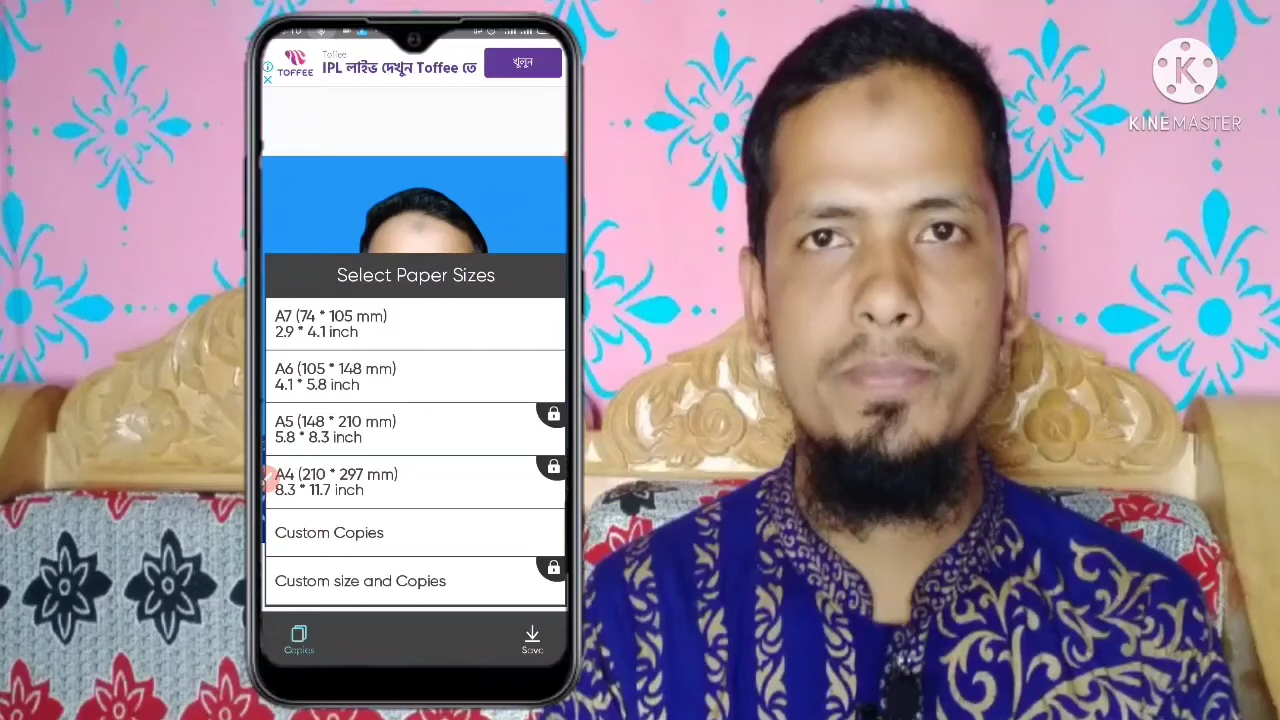 Toffee
TOFFEE
IPL লাইভ দেখুন Toffee তে
খুলুন
Select Paper Sizes
A7 (74 * 105 mm)
2.9 * 4.1 inch
A6 (105 * 148 mm)
4.1 * 5.8 inch
A5 (148 * 210 mm)
5.8 * 8.3 inch
A4 (210 * 297 mm)
8.3 * 11.7 inch
Custom Copies
Custom size and Copies
Copies
Save
K
KINEMASTER